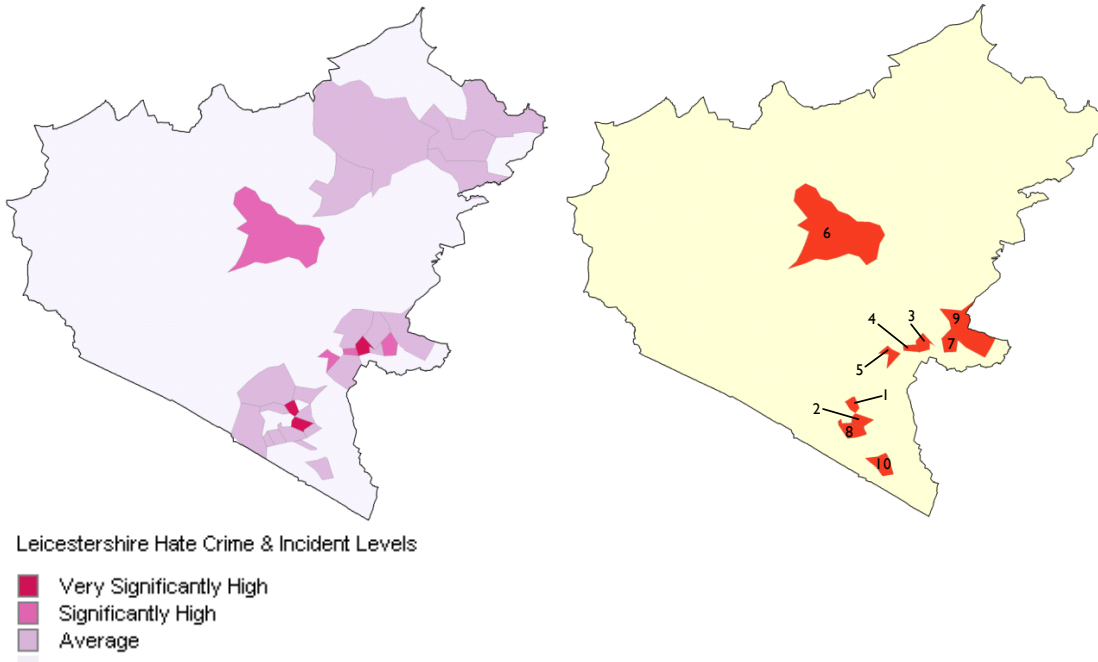 6
9
3
4
7
5
1
2
8
10
Leicestershire Hate Crime & Incident Levels
Very Significantly High
Significantly High
Average